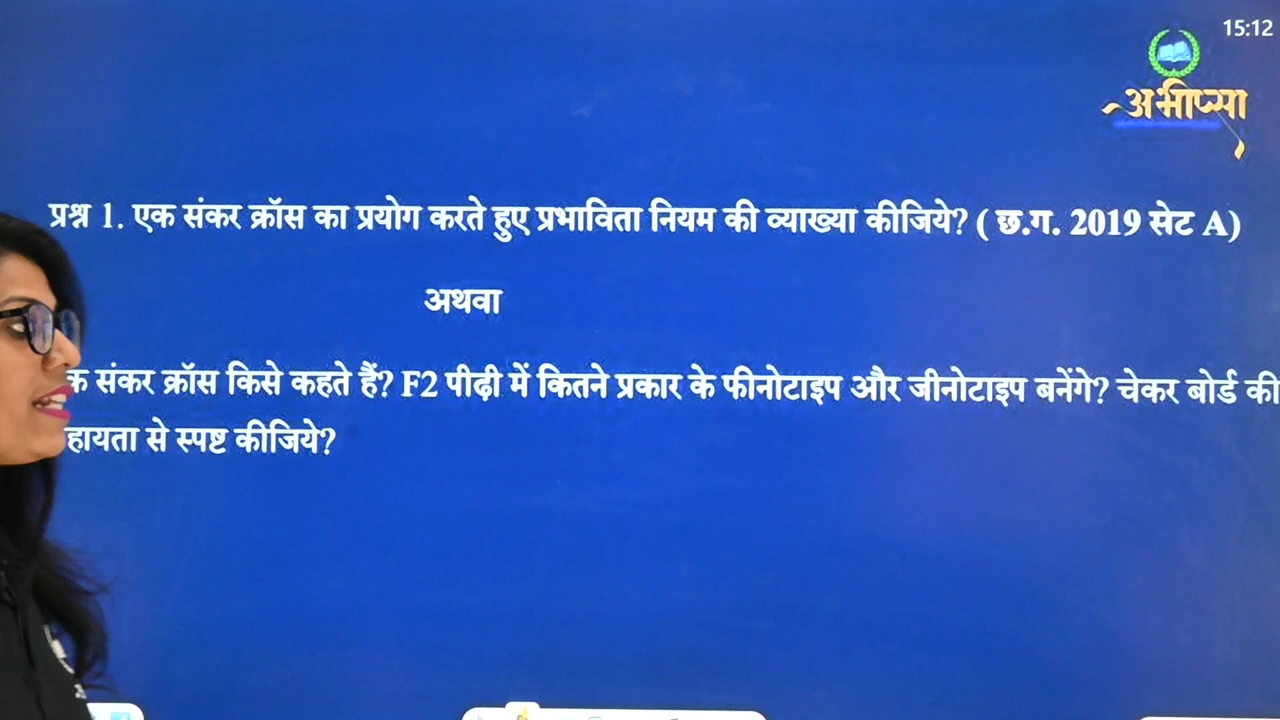 15:12
अभीप्सा
प्रश्न 1. एक संकर क्रॉस का प्रयोग करते हुए प्रभाविता नियम की व्याख्या कीजिये? ( छ.ग. 2019 सेट A)
अथवा
क संकर क्रॉस किसे कहते हैं? F2 पीढ़ी में कितने प्रकार के फीनोटाइप और जीनोटाइप बनेंगे? चेकर बोर्ड की
हायता से स्पष्ट कीजिये?